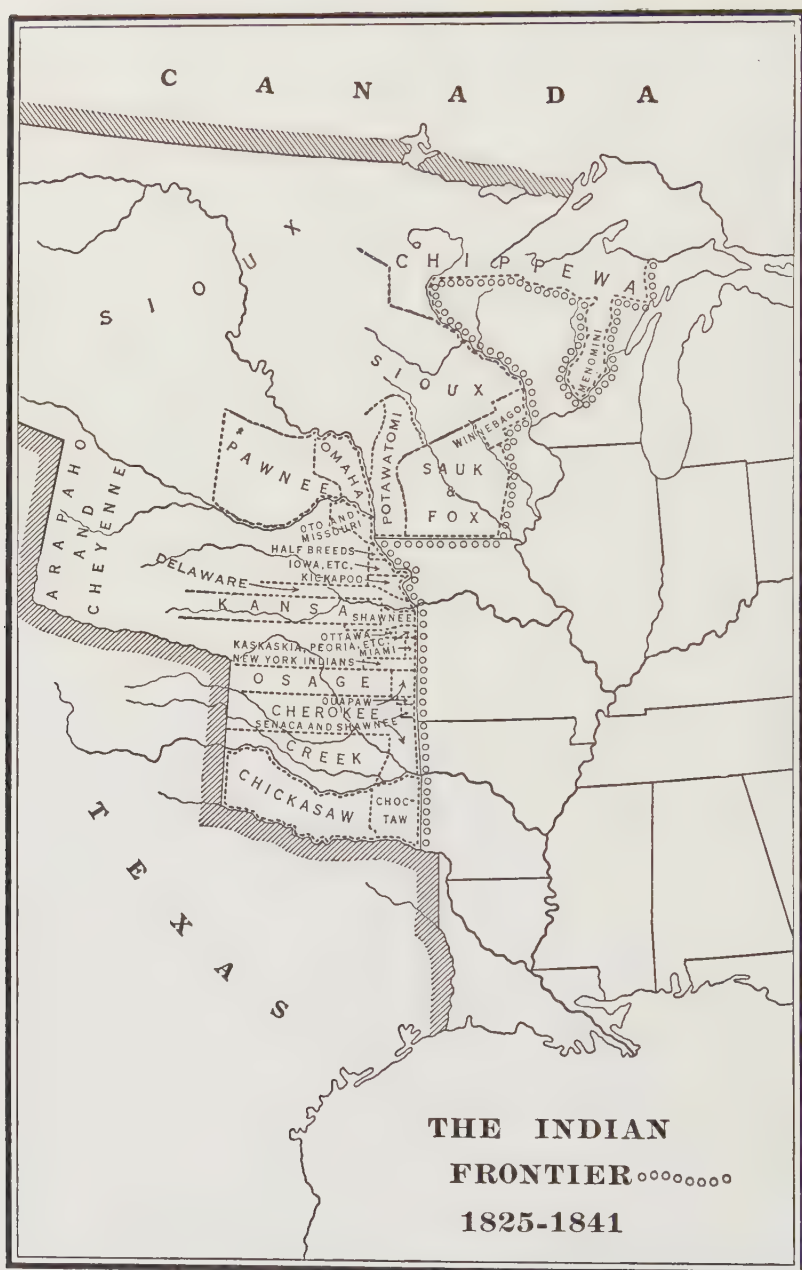 CANADA
SIOUX
CHIPPEWA
MENOMINI
SIOUX
WINNEBAGO
POTAWATOMI
SAUK
&
FOX
PAWNEE
OMAHA
ARAPAHO
AND
CHEYENNE
OTO AND
MISSOURI
HALF BREEDS
IOWA, ETC.
KICKAPOO
DELAWARE
KANSA
SHAWNEE
OTTAWA
KASKASKIA, PEORIA, ETC.
MIAMI
NEW YORK INDIANS
OSAGE
QUAPAW
CHEROKEE
SENACA AND SHAWNEE
CREEK
CHICKASAW
CHOC-
TAW
TEXAS
THE INDIAN
FRONTIER
1825-1841